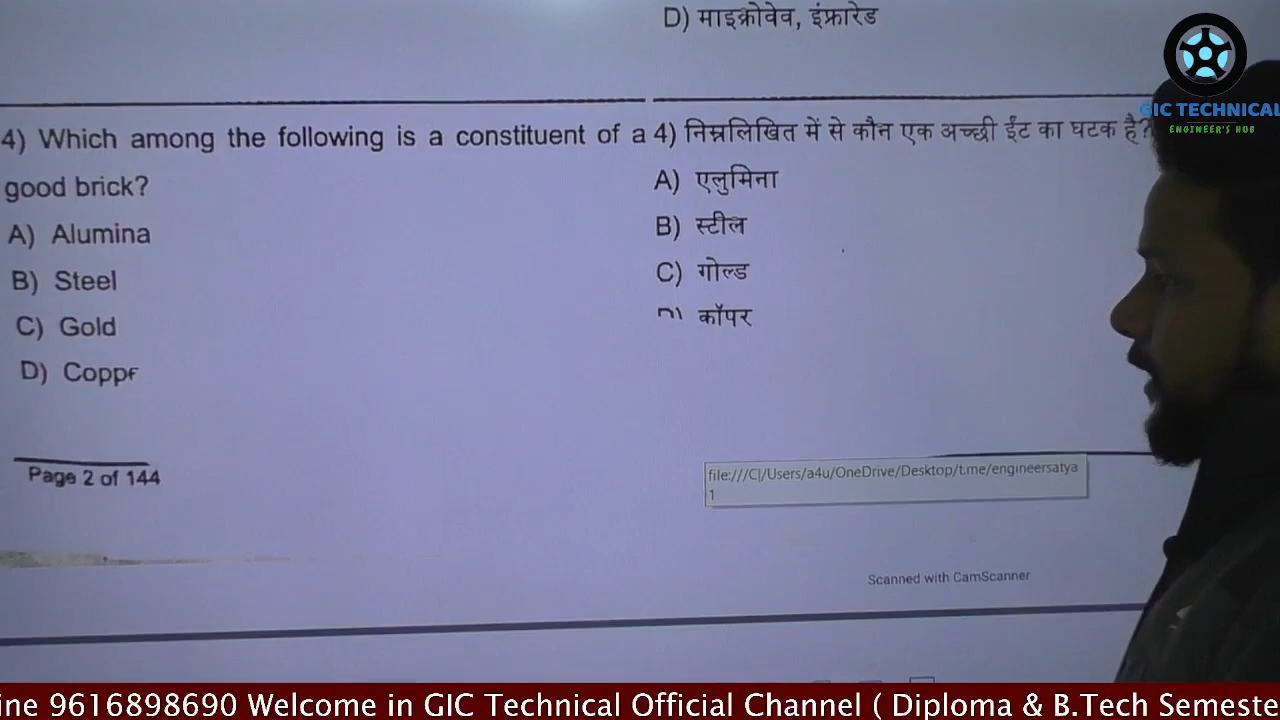 D) माइक्रोवेव, इंफ्रारेड
GIC TECHNICAL
ENGINEER'S HUB
4) Which among the following is a constituent of a
good brick?
A) Alumina
B) Steel
C) Gold
D)
4) निम्नलिखित में से कौन एक अच्छी ईंट का घटक है?
A) एलुमिना
B) स्टील
C) गोल्ड
कॉपर
Page 2 of 144
file:///C|/Users/a4u/OneDrive/Desktop/t.me/engineersatya
1
Scanned with CamScanner
ine 9616898690 Welcome in GIC Technical Official Channel ( Diploma & B.Tech Semeste